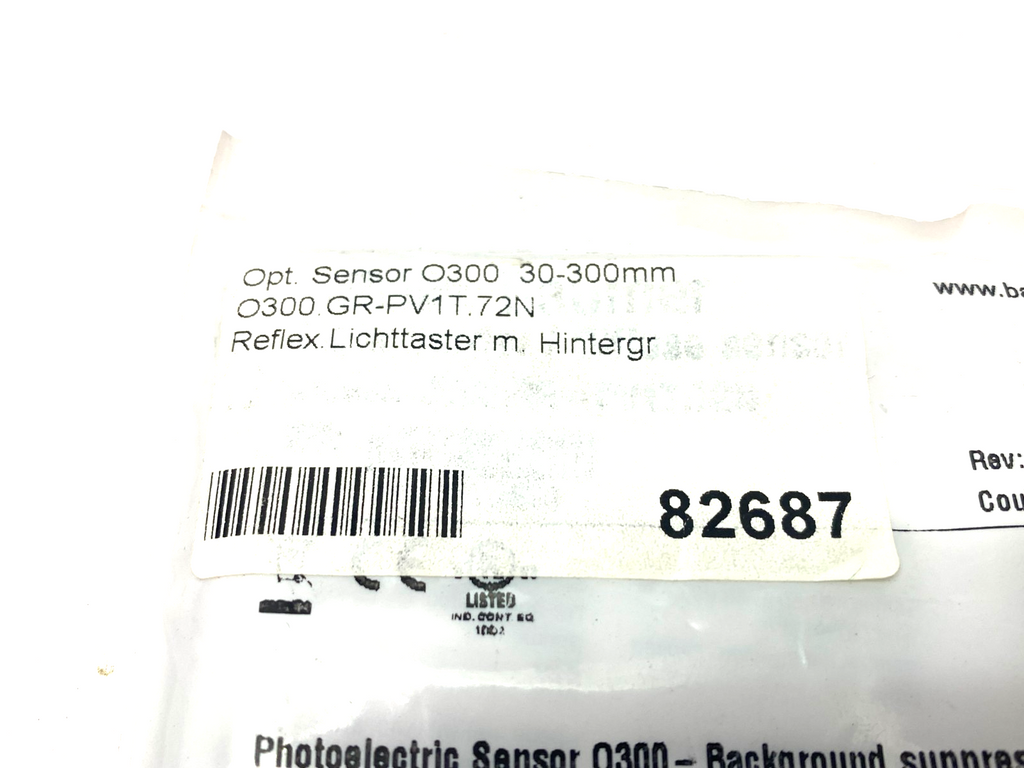 Opt. Sensor O300 30-300mm
O300.GR-PV1T.72N
Reflex.Lichttaster m. Hintergr
www.ba
Rev:
Cou
82687
LISTED
IND. CONT EQ
Photoelectric Sensor O300 – Background suppres